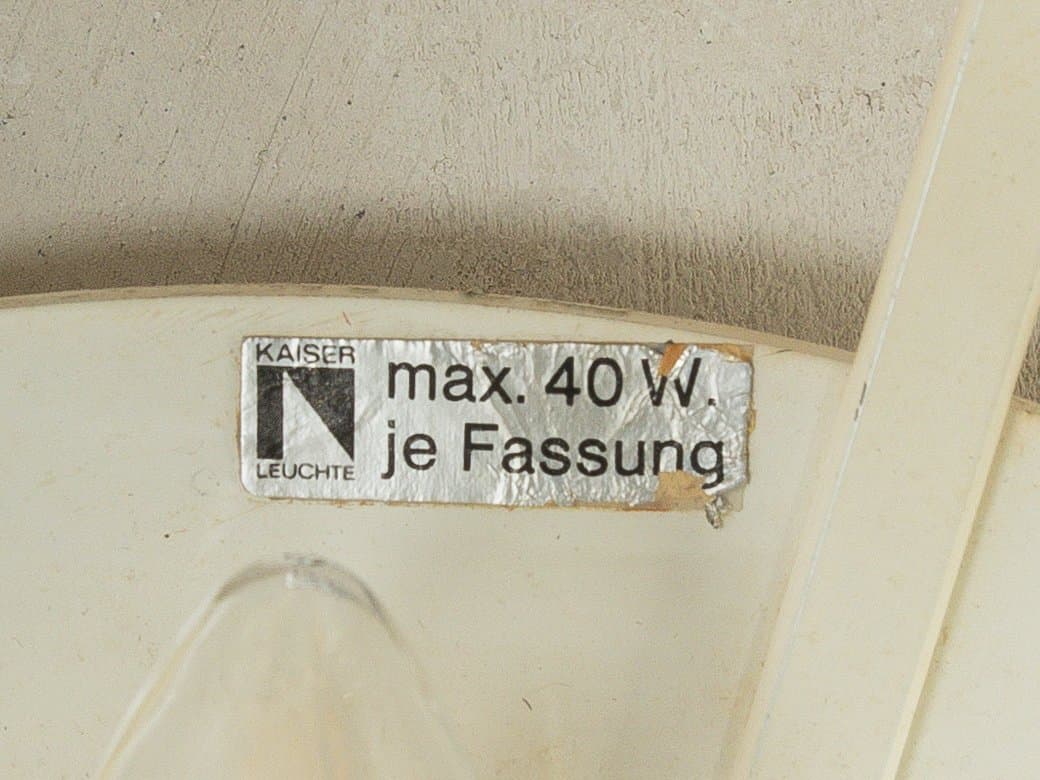 KAISER
LEUCHTE
max. 40 W.
je Fassung